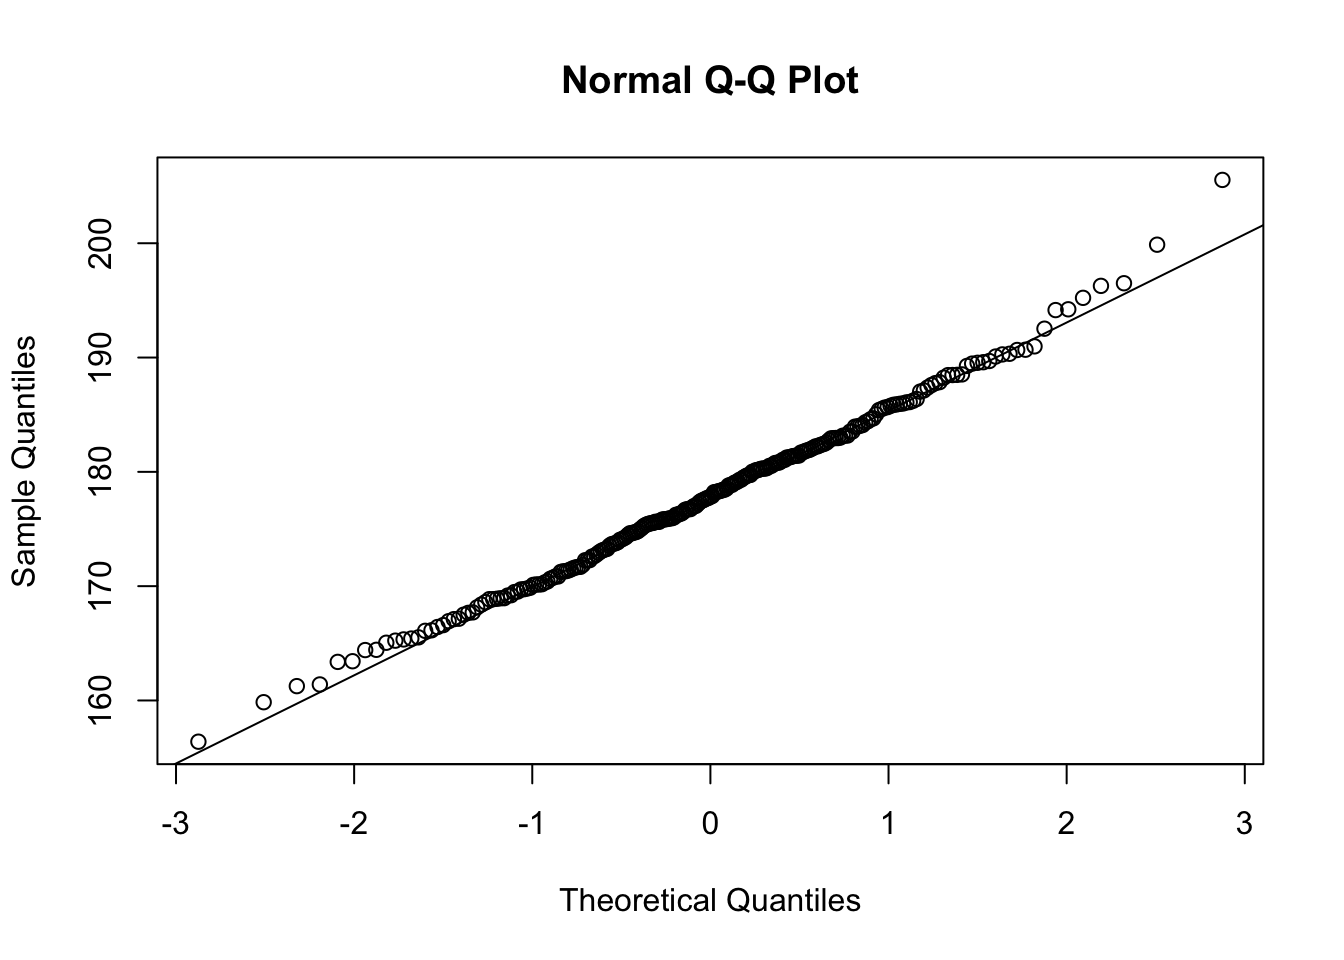 Normal Q-Q Plot
200
190
180
170
160
Sample Quantiles
-3 -2 -1 0 1 2 3
Theoretical Quantiles